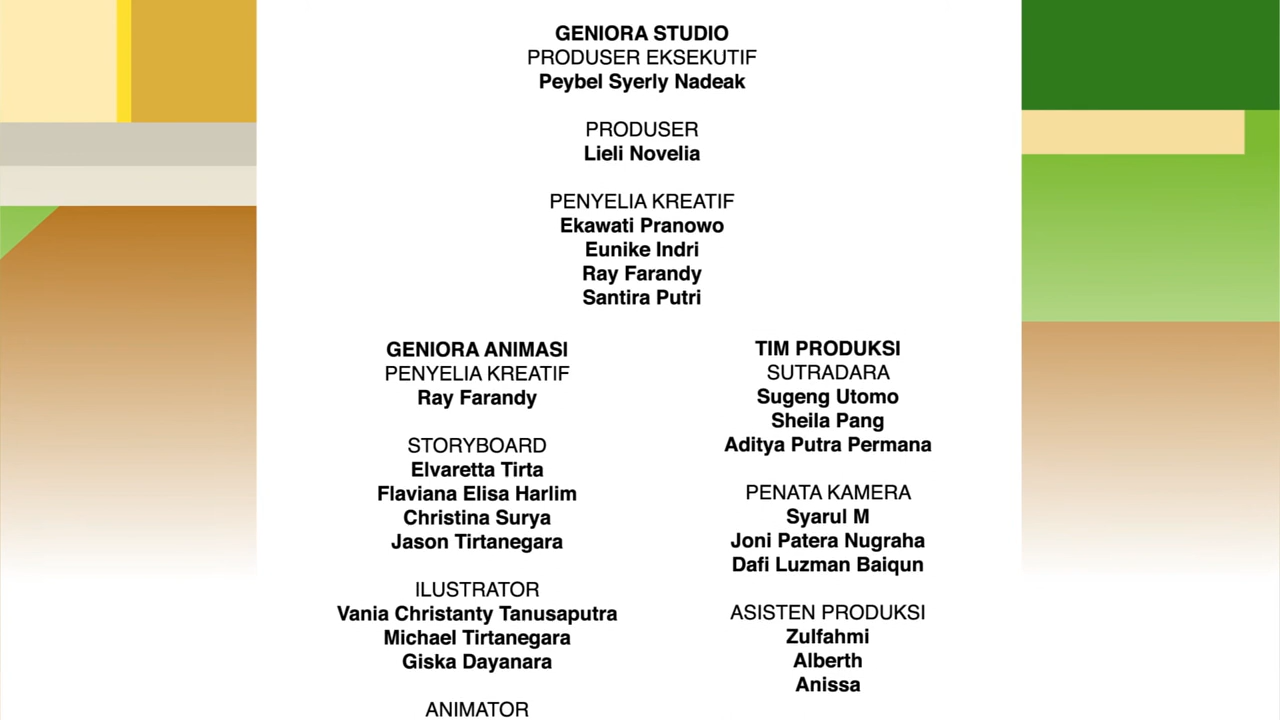 GENIORA STUDIO
PRODUSER EKSEKUTIF
Peybel Syerly Nadeak
PRODUSER
Lieli Novelia
PENYELIA KREATIF
Ekawati Pranowo
Eunike Indri
Ray Farandy
Santira Putri
GENIORA ANIMASI
PENYELIA KREATIF
Ray Farandy
STORYBOARD
Elvaretta Tirta
Flaviana Elisa Harlim
Christina Surya
Jason Tirtanegara
ILUSTRATOR
Vania Christanty Tanusaputra
Michael Tirtanegara
Giska Dayanara
ANIMATOR
TIM PRODUKSI
SUTRADARA
Sugeng Utomo
Sheila Pang
Aditya Putra Permana
PENATA KAMERA
Syarul M
Joni Patera Nugraha
Dafi Luzman Baiqun
ASISTEN PRODUKSI
Zulfahmi
Alberth
Anissa